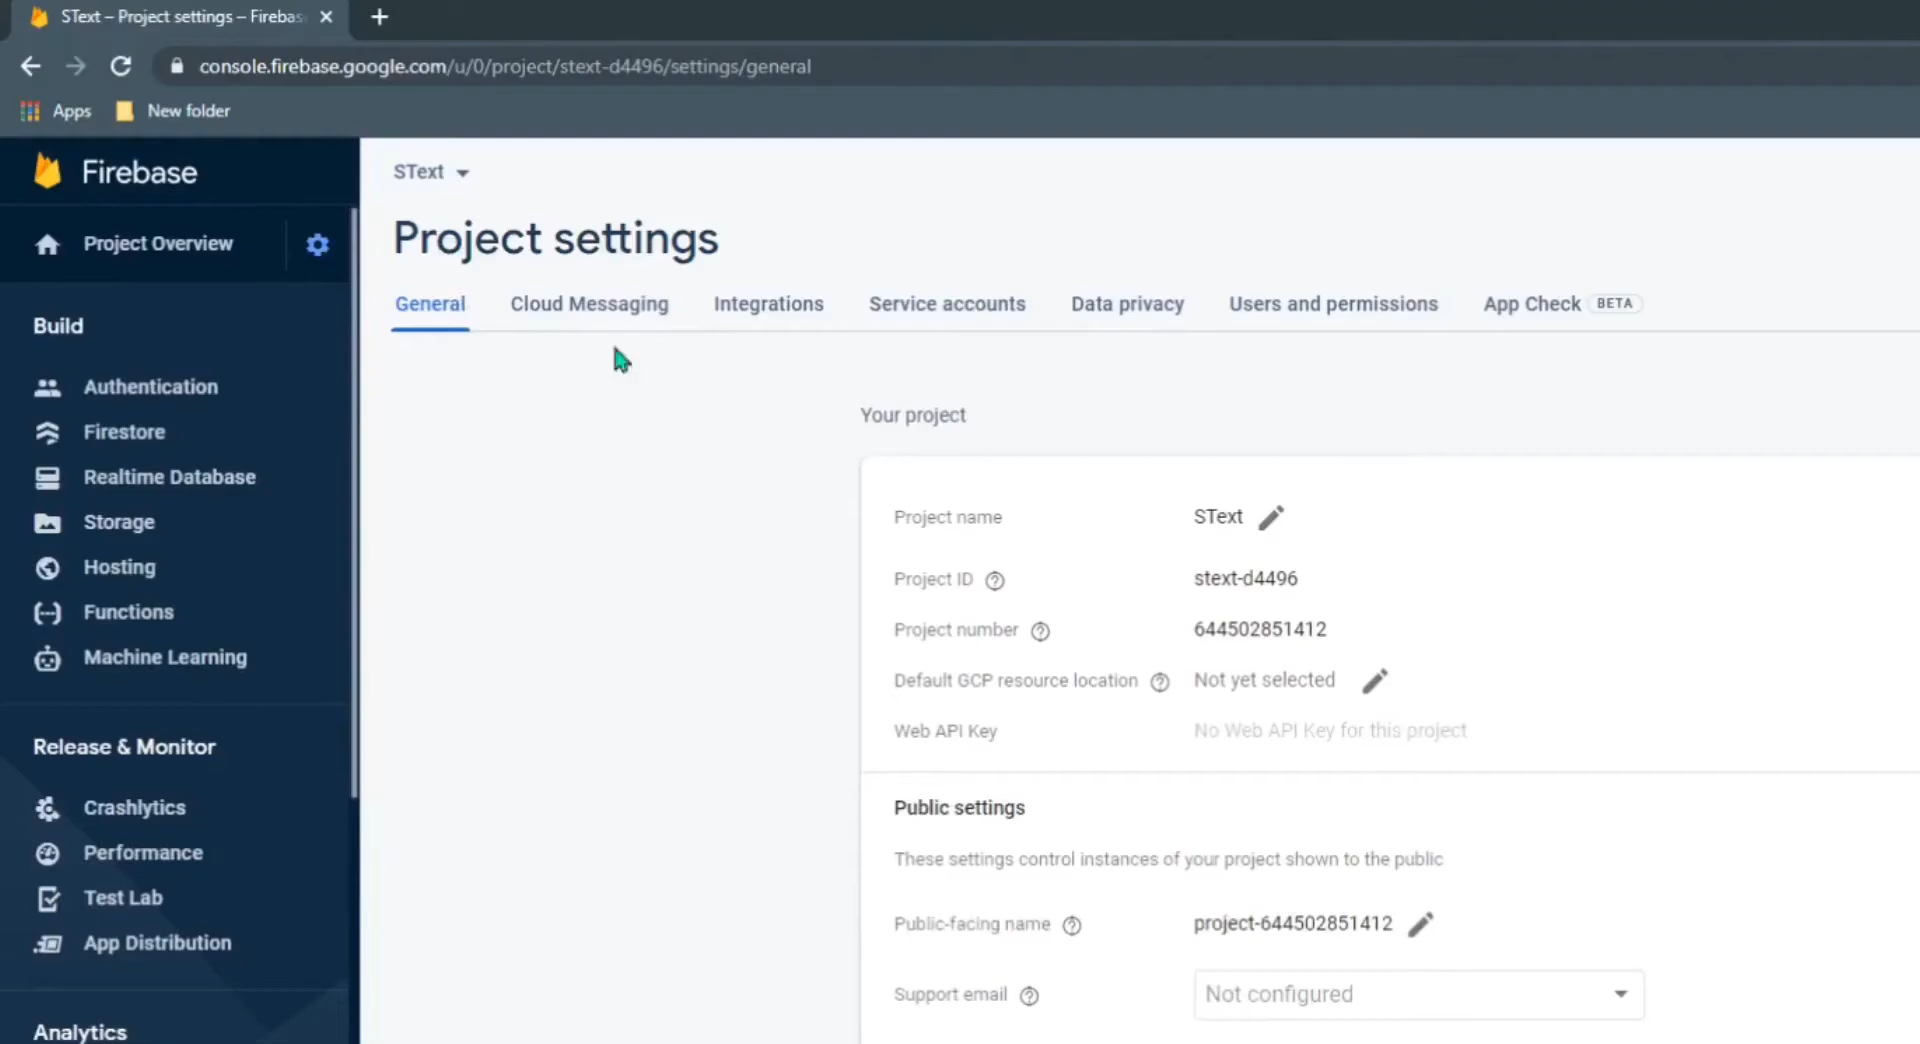 SText – Project settings – Firebas
console.firebase.google.com/u/0/project/stext-d4496/settings/general
Apps
New folder
Firebase
Project Overview
Build
Authentication
Firestore
Realtime Database
Storage
Hosting
Functions
Machine Learning
Release & Monitor
Crashlytics
Performance
Test Lab
App Distribution
Analytics
SText
Project settings
General Cloud Messaging Integrations Service accounts Data privacy Users and permissions App Check BETA
Your project
Project name SText
Project ID stext-d4496
Project number 644502851412
Default GCP resource location Not yet selected
Web API Key No Web API Key for this project
Public settings
These settings control instances of your project shown to the public
Public-facing name project-644502851412
Support email Not configured